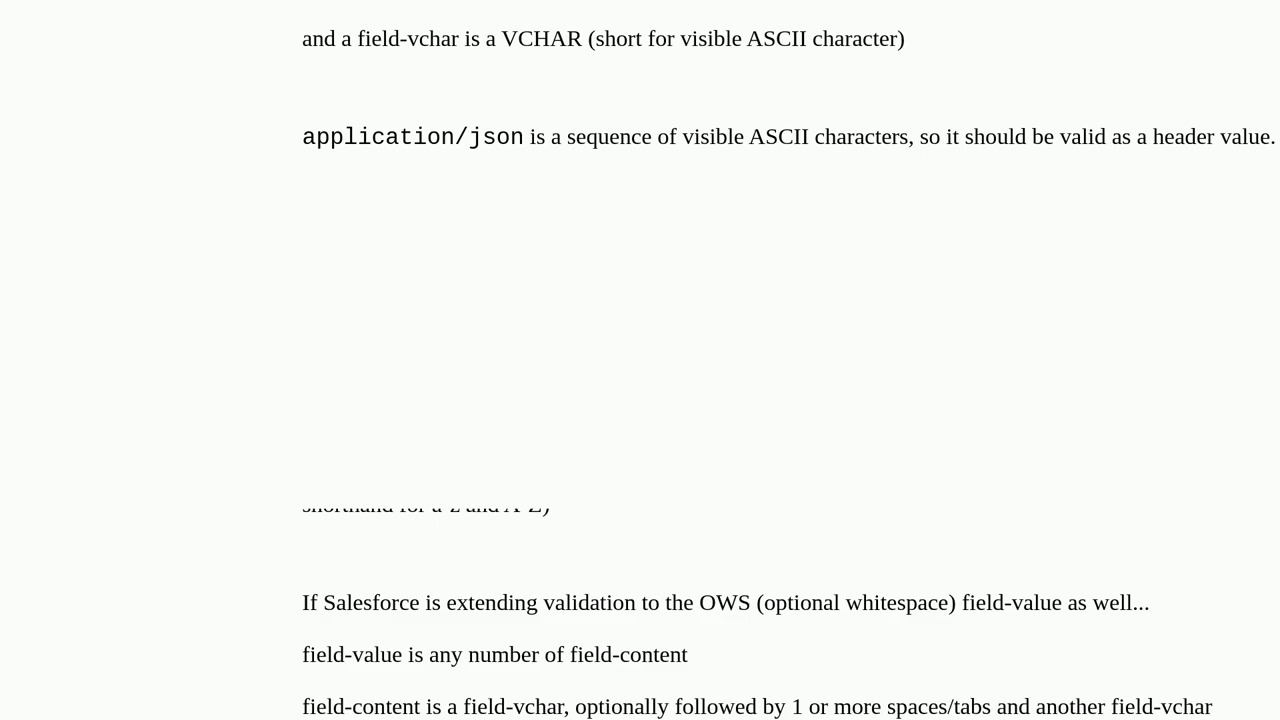 and a field-vchar is a VCHAR (short for visible ASCII character)
application/json is a sequence of visible ASCII characters, so it should be valid as a header value.
shorthand for a-z and A-Z)
If Salesforce is extending validation to the OWS (optional whitespace) field-value as well...
field-value is any number of field-content
field-content is a field-vchar, optionally followed by 1 or more spaces/tabs and another field-vchar